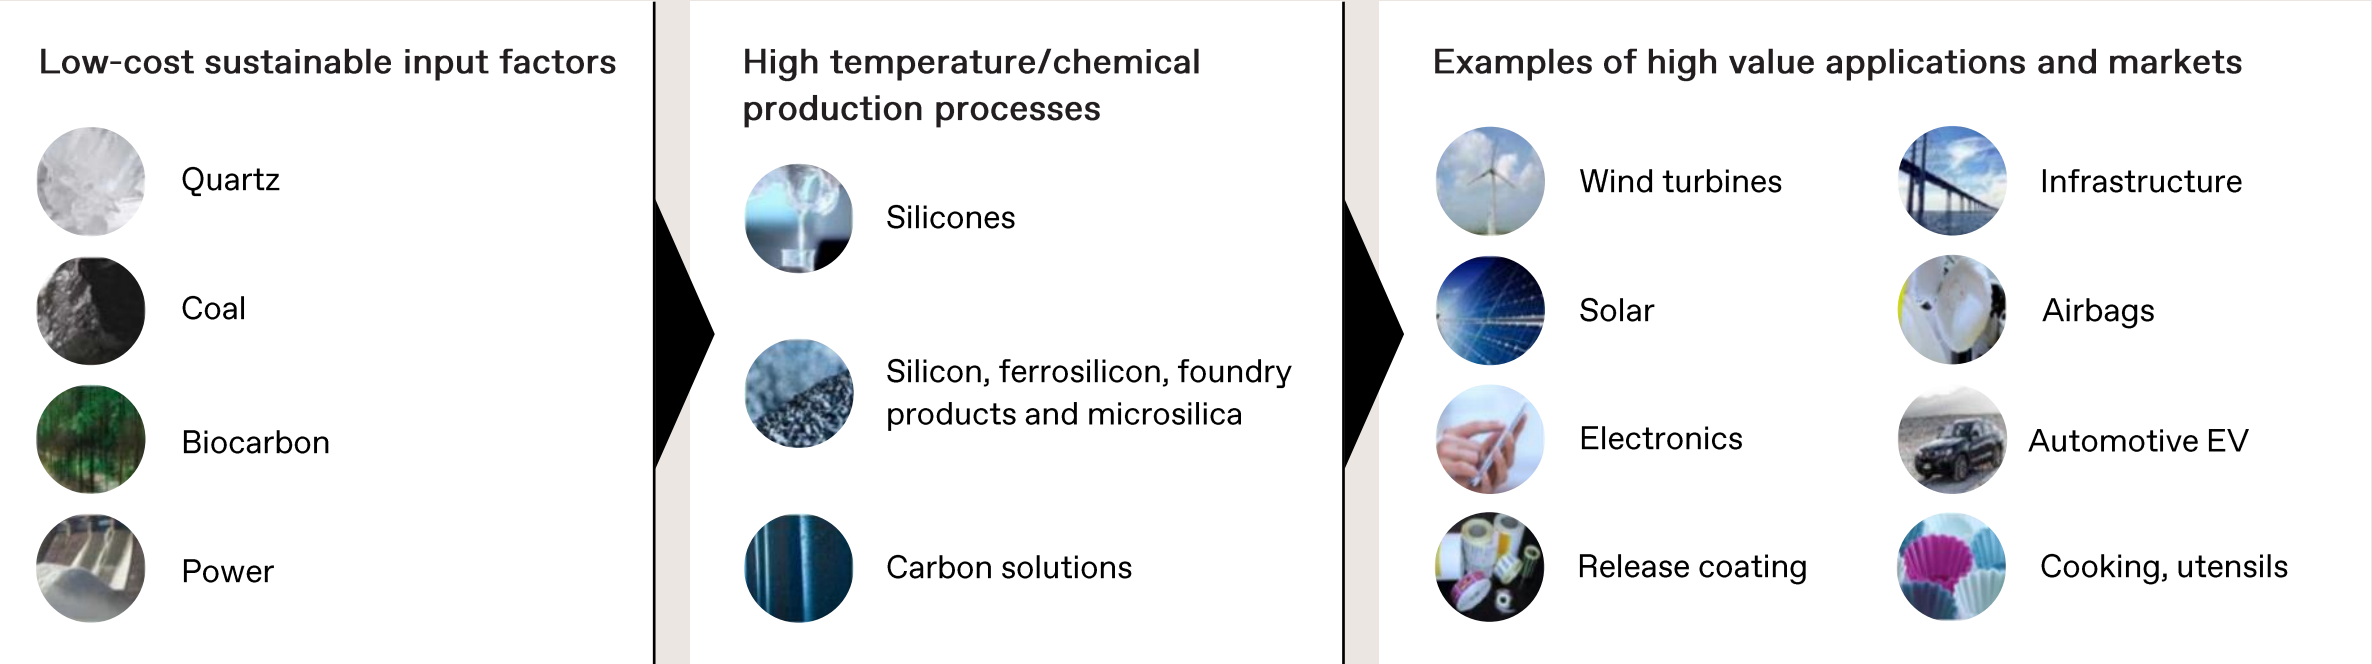 Low-cost sustainable input factors
Quartz
Coal
Biocarbon
Power
High temperature/chemical
production processes
Silicones
Silicon, ferrosilicon, foundry
products and microsilica
Carbon solutions
Examples of high value applications and markets
Wind turbines
Infrastructure
Solar
Airbags
Electronics
Automotive EV
Release coating
Cooking, utensils